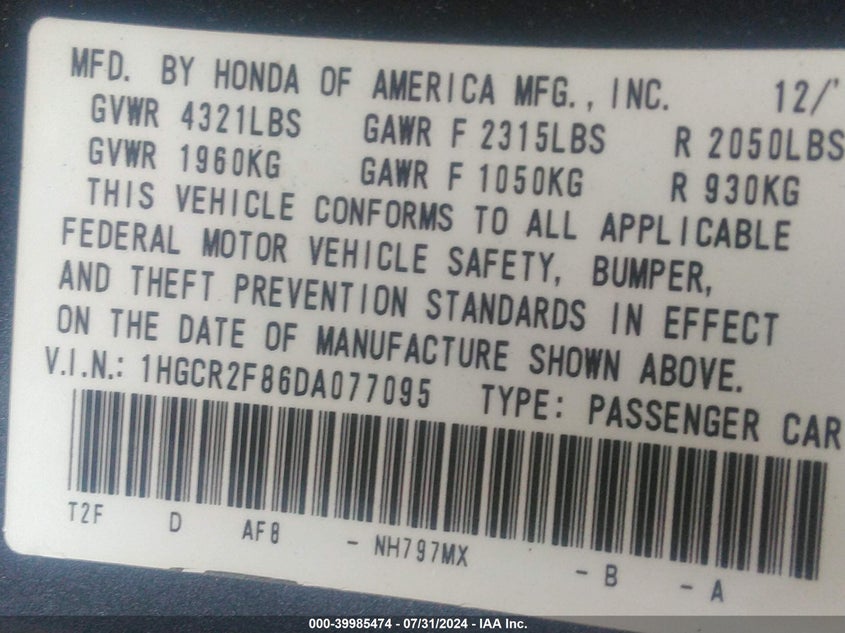 MFD. BY HONDA OF AMERICA MFG., INC. 12/'
GVWR 4321LBS GAWR F 2315LBS R 2050LBS
GVWR 1960KG GAWR F 1050KG R 930KG
THIS VEHICLE CONFORMS TO ALL APPLICABLE
FEDERAL MOTOR VEHICLE SAFETY, BUMPER,
AND THEFT PREVENTION STANDARDS IN EFFECT
ON THE DATE OF MANUFACTURE SHOWN ABOVE.
V.I.N.: 1HGCR2F86DA077095 TYPE: PASSENGER CAR
T2F D AF8 - NH797MX - B - A
000-39985474 - 07/31/2024 - IAA Inc.